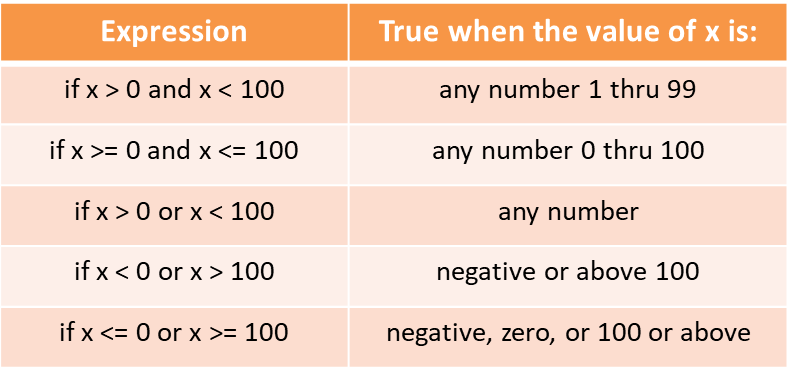 Expression True when the value of x is:
if x > 0 and x < 100 any number 1 thru 99
if x >= 0 and x <= 100 any number 0 thru 100
if x > 0 or x < 100 any number
if x < 0 or x > 100 negative or above 100
if x <= 0 or x >= 100 negative, zero, or 100 or above